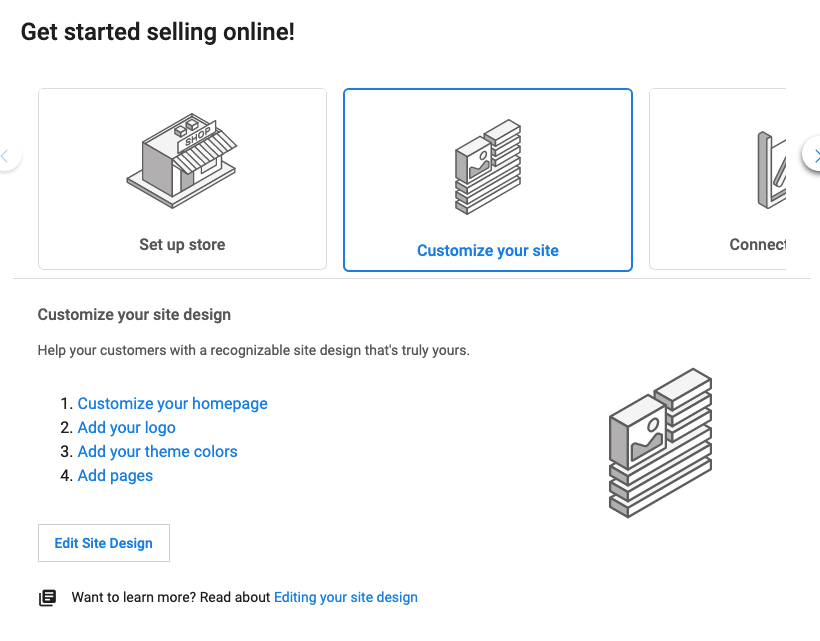 Get started selling online!
SHOP
Set up store
Customize your site
Connect
Customize your site design
Help your customers with a recognizable site design that's truly yours.
1. Customize your homepage
2. Add your logo
3. Add your theme colors
4. Add pages
Edit Site Design
Want to learn more? Read about Editing your site design